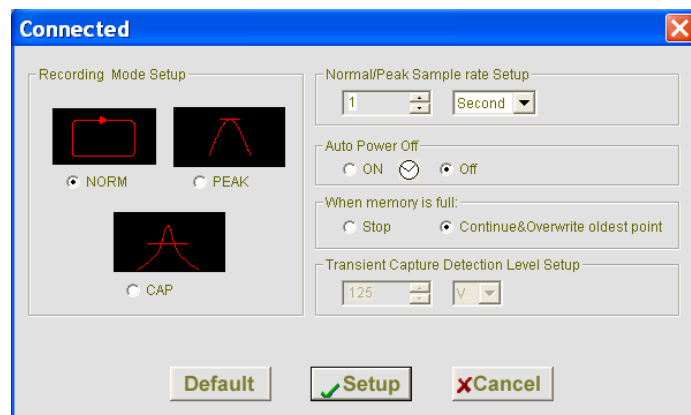 Connected
Recording Mode Setup
NORM
PEAK
CAP
Normal/Peak Sample rate Setup
1 Second
Auto Power Off
ON Off
When memory is full:
Stop Continue&Overwrite oldest point
Transient Capture Detection Level Setup
125 V
Default Setup Cancel